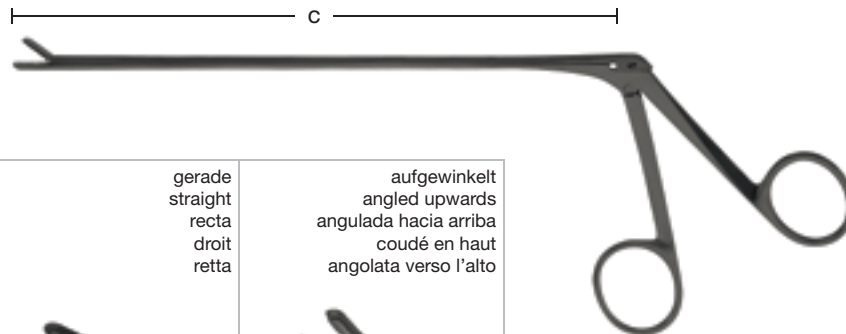 C
gerade
straight
recta
droit
retta
aufgewinkelt
angled upwards
angulada hacia arriba
coudé en haut
angolata verso l'alto